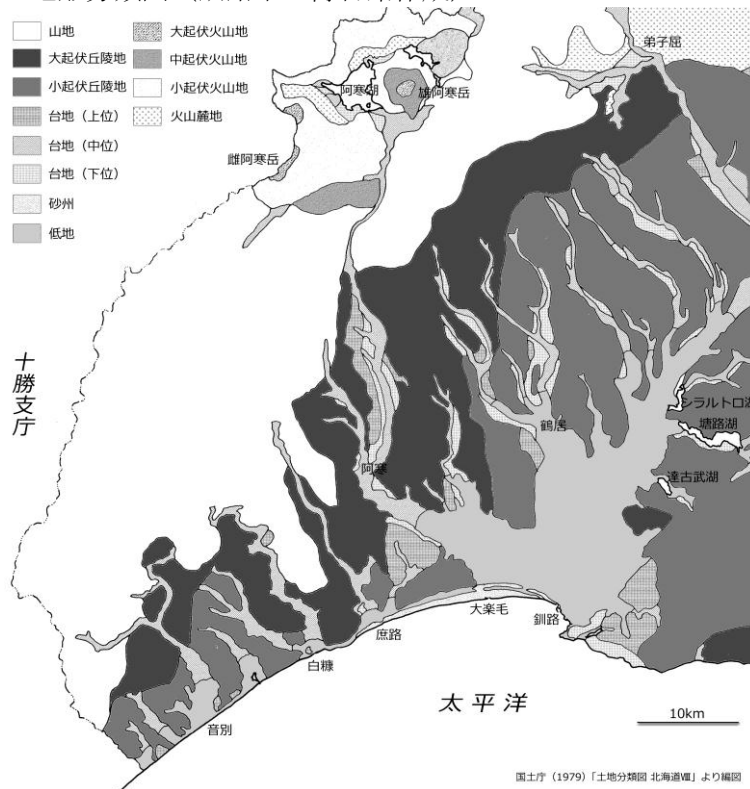 山地
大起伏丘陵地
小起伏丘陵地
台地（上位）
台地（中位）
台地（下位）
砂州
低地
大起伏火山地
中起伏火山地
小起伏火山地
火山麓地
弟子屈
阿寒湖
雄阿寒岳
雌阿寒岳
十勝支庁
シラルトロ湖
塘路湖
鶴居
達古武湖
阿寒
大楽毛
釧路
庶路
白糠
音別
太平洋
10km
国土庁（1979）「土地分類図 北海道Ⅷ」より編図